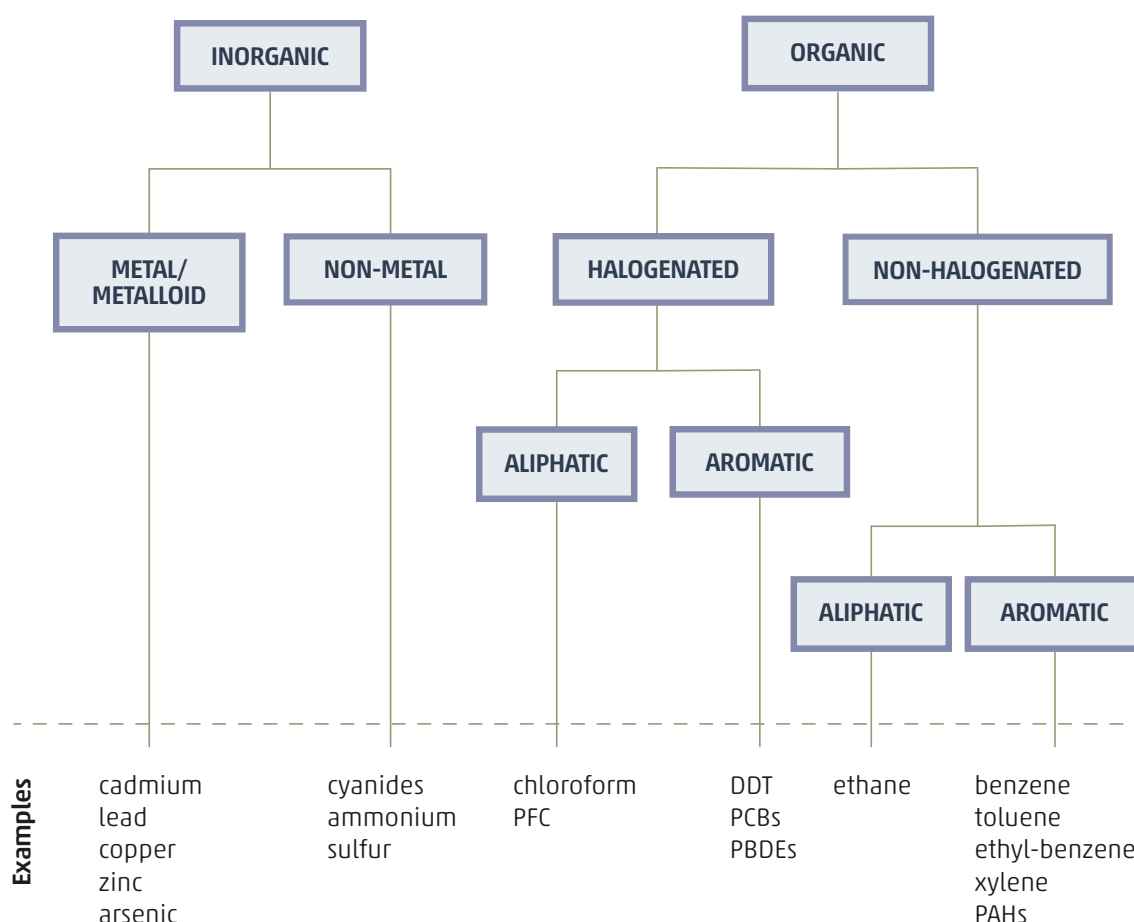 INORGANIC
ORGANIC
METAL/
METALLOID
NON-METAL
HALOGENATED
NON-HALOGENATED
ALIPHATIC
AROMATIC
ALIPHATIC
AROMATIC
Examples
cadmium
lead
copper
zinc
arsenic
cyanides
ammonium
sulfur
chloroform
PFC
DDT
PCBs
PBDEs
ethane
benzene
toluene
ethyl-benzene
xylene
PAHs